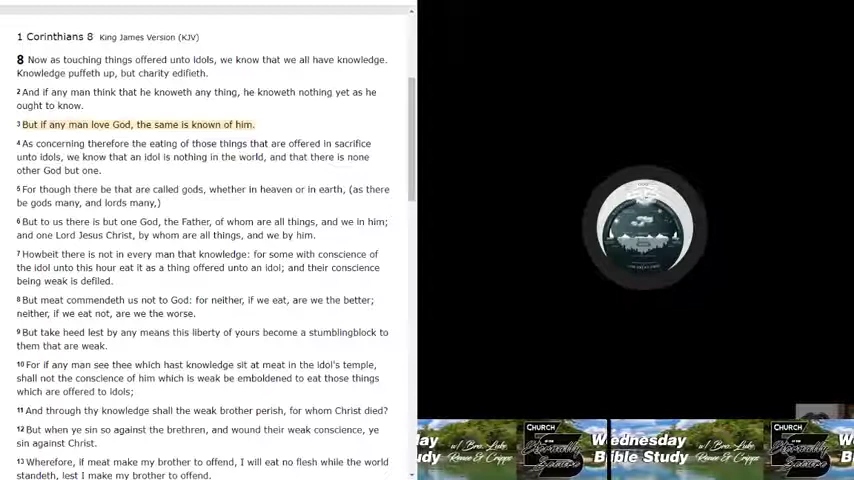 1 Corinthians 8 King James Version (KJV)
8 Now as touching things offered unto idols, we know that we all have knowledge.
Knowledge puffeth up, but charity edifieth.
2 And if any man think that he knoweth any thing, he knoweth nothing yet as he
ought to know.
3 But if any man love God, the same is known of him.
4 As concerning therefore the eating of those things that are offered in sacrifice
unto idols, we know that an idol is nothing in the world, and that there is none
other God but one.
5 For though there be that are called gods, whether in heaven or in earth, (as there
be gods many, and lords many,)
6 But to us there is but one God, the Father, of whom are all things, and we in him;
and one Lord Jesus Christ, by whom are all things, and we by him.
7 Howbeit there is not in every man that knowledge: for some with conscience of
the idol unto this hour eat it as a thing offered unto an idol; and their conscience
being weak is defiled.
8 But meat commendeth us not to God: for neither, if we eat, are we the better;
neither, if we eat not, are we the worse.
9 But take heed lest by any means this liberty of yours become a stumblingblock to
them that are weak.
10 For if any man see thee which hast knowledge sit at meat in the idol's temple,
shall not the conscience of him which is weak be emboldened to eat those things
which are offered to idols;
11 And through thy knowledge shall the weak brother perish, for whom Christ died?
12 But when ye sin so against the brethren, and wound their weak conscience, ye
sin against Christ.
13 Wherefore, if meat make my brother to offend, I will eat no flesh while the world
standeth, lest I make my brother to offend.
day w/ Bro. Luke, CHURCH Wednesday w/ Bro. Luke, CHURCH W
udy Renee & Cripps Eternally Secure Bible Study Renee & Cripps Eternally Secure B